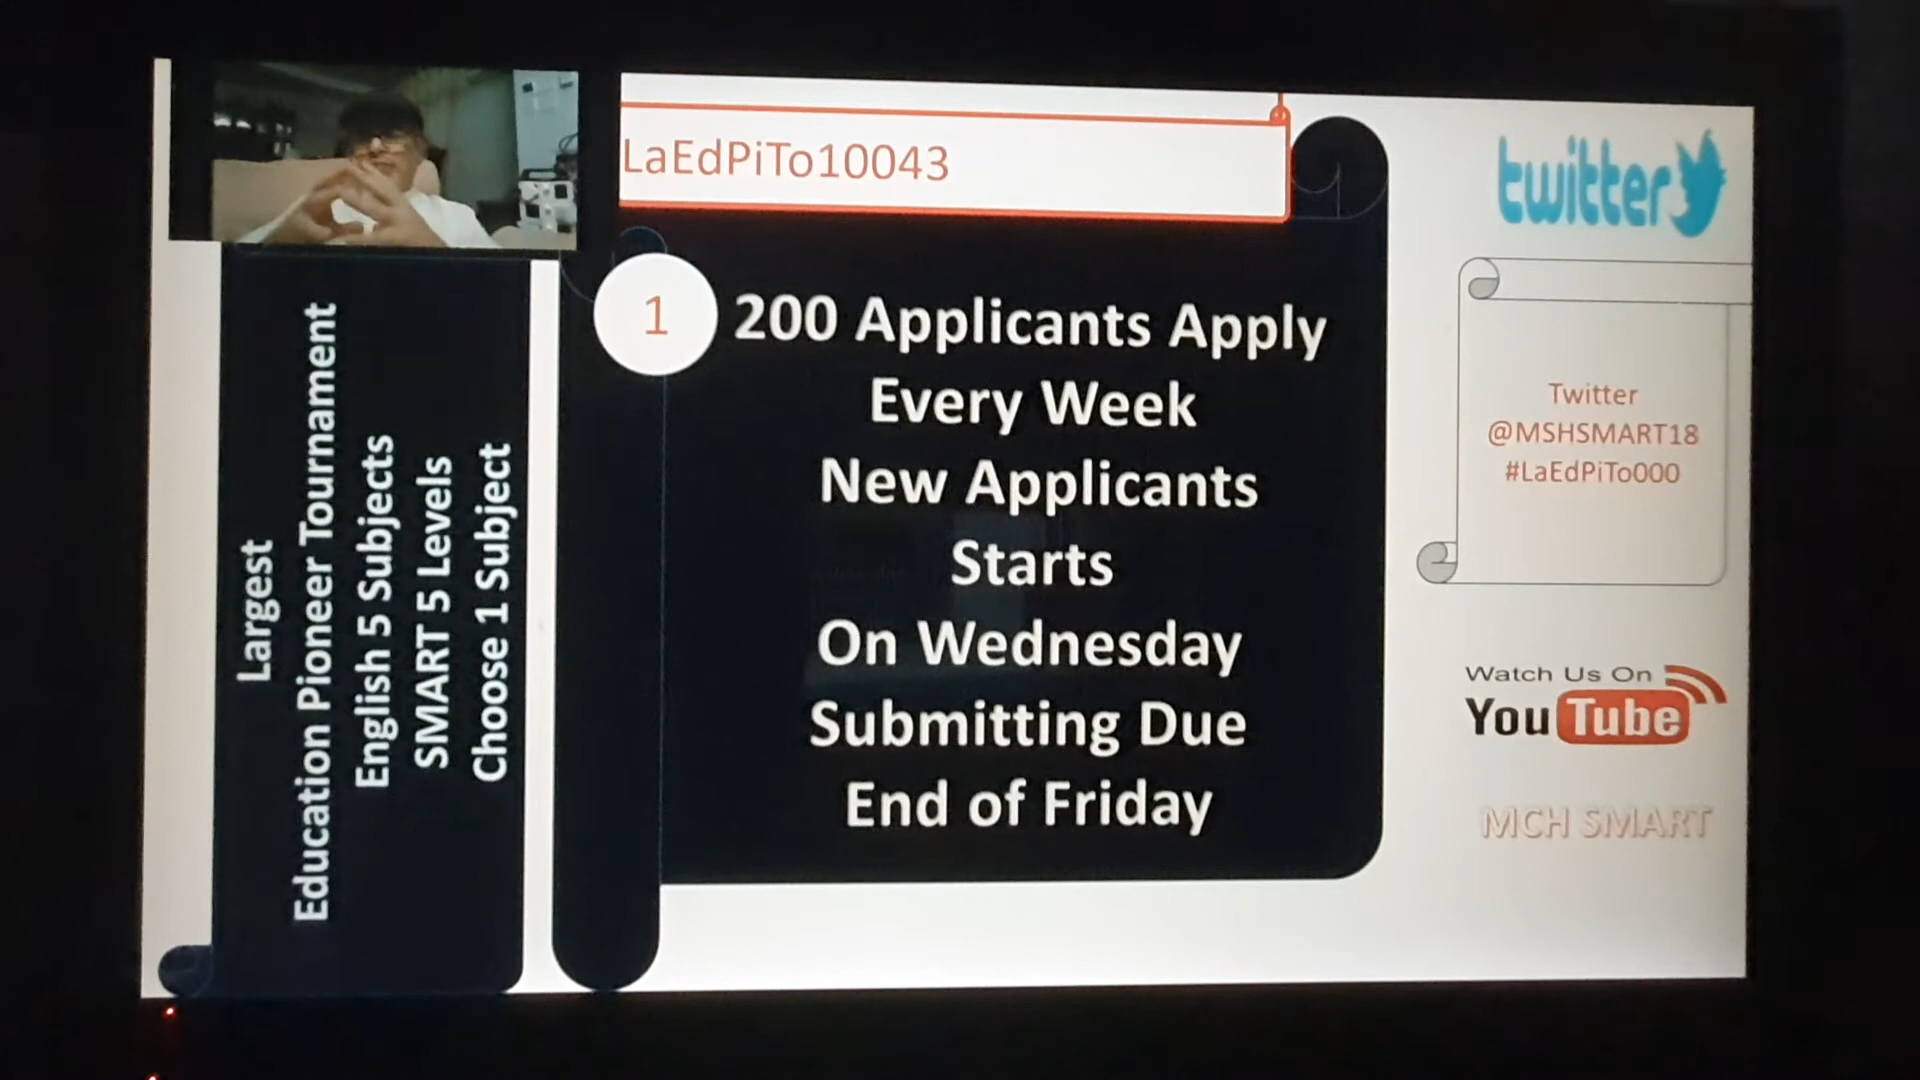 LaEdPiTo10043
1
200 Applicants Apply
Every Week
New Applicants
Starts
On Wednesday
Submitting Due
End of Friday
Largest
Education Pioneer Tournament
English 5 Subjects
SMART 5 Levels
Choose 1 Subject
twitter
Twitter
@MSHSMART18
#LaEdPiTo000
Watch Us On
YouTube
MCH SMART